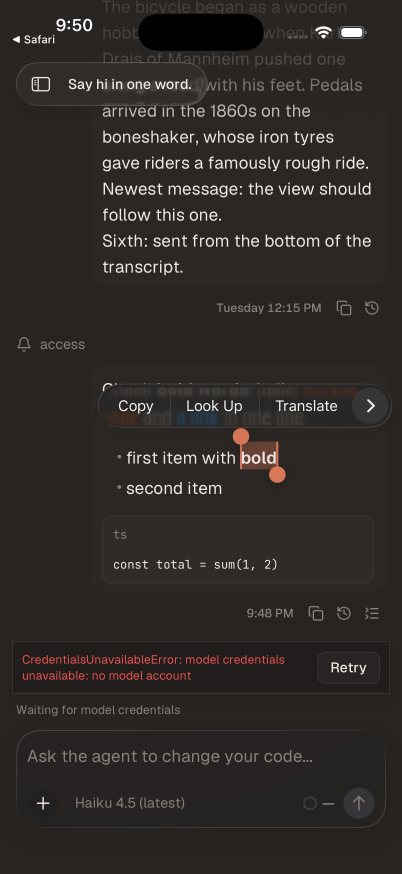 The bicycle began as a wooden
9:50
Safari
Drais of Mannheim pushed one
Say hi in one word.
with his feet. Pedals
arrived in the 1860s on the
boneshaker, whose iron tyres
gave riders a famously rough ride.
Newest message: the view should
follow this one.
Sixth: sent from the bottom of the
transcript.
Tuesday 12:15 PM
access
Copy
Look Up
Translate
first item with bold
second item
ts
const total = sum(1, 2)
9:48 PM
CredentialsUnavailableError: model credentials
unavailable: no model account
Retry
Waiting for model credentials
Ask the agent to change your code...
Haiku 4.5 (latest)